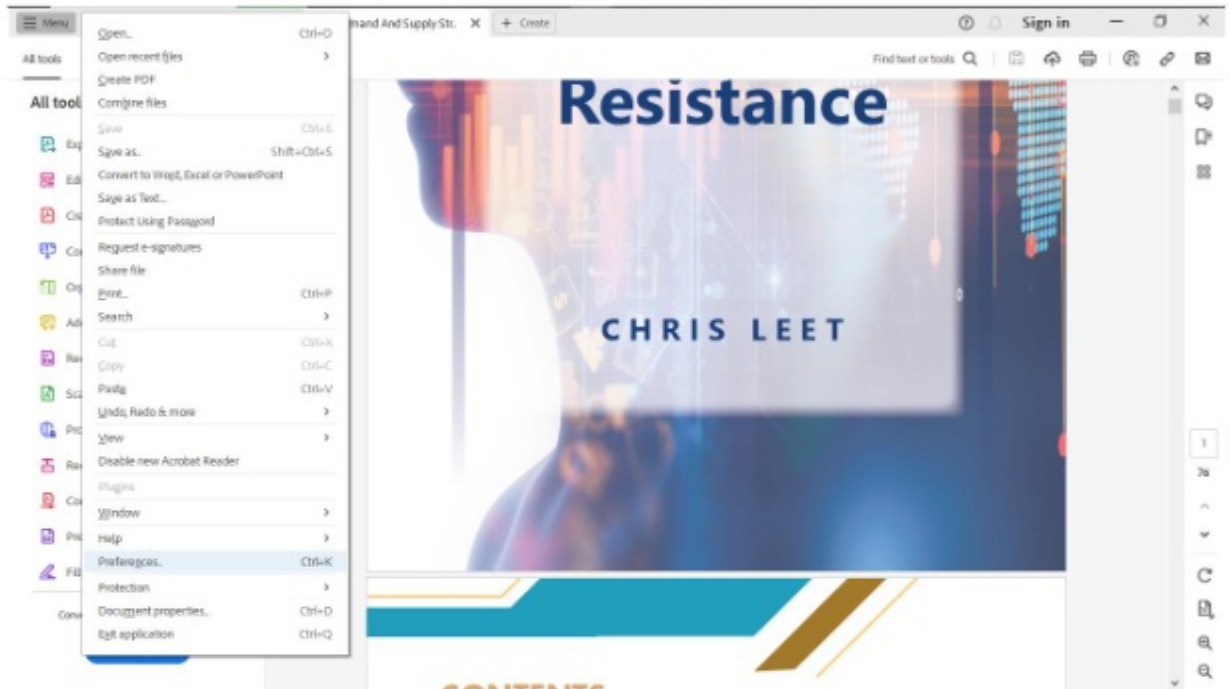 Menu
mand And Supply Str..
+ Create
Sign in
All tools
Find text or tools
Open..
Ctrl+O
Open recent files
Create PDF
Combine files
Save
Ctrl+S
Save as..
Shift+Ctrl+S
Convert to Word, Excel or PowerPoint
Save as Text..
Protect Using Password
Request e-signatures
Share file
Print..
Ctrl+P
Search
Cut
Ctrl+X
Copy
Ctrl+C
Paste
Ctrl+V
Undo, Redo & more
View
Disable new Acrobat Reader
Plugins
Window
Help
Preferences..
Ctrl+K
Protection
Document properties..
Ctrl+D
Exit application
Ctrl+Q
All tool
Resistance
CHRIS LEET
CONTENTS
1
76